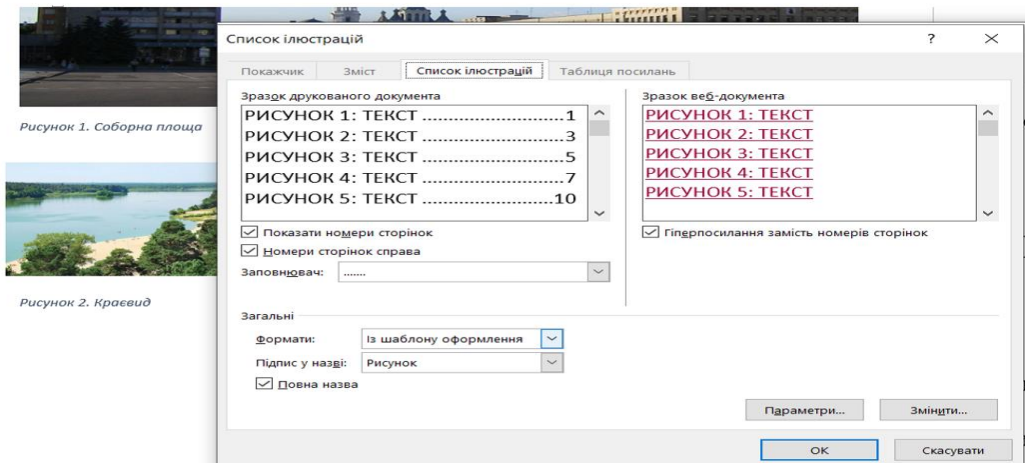 Список ілюстрацій ? ×
Покажчик Зміст Список ілюстрацій Таблиця посилань
Зразок друкованого документа
РИСУНОК 1: ТЕКСТ ..........................1
РИСУНОК 2: ТЕКСТ ..........................3
РИСУНОК 3: ТЕКСТ ..........................5
РИСУНОК 4: ТЕКСТ ..........................7
РИСУНОК 5: ТЕКСТ ........................10
Показати номери сторінок
Номери сторінок справа
Заповнювач: .......
Зразок веб-документа
РИСУНОК 1: ТЕКСТ
РИСУНОК 2: ТЕКСТ
РИСУНОК 3: ТЕКСТ
РИСУНОК 4: ТЕКСТ
РИСУНОК 5: ТЕКСТ
Гіперпосилання замість номерів сторінок
Загальні
Формати: Із шаблону оформлення
Підпис у назві: Рисунок
Повна назва
Параметри... Змінити...
ОК Скасувати
Рисунок 1. Соборна площа
Рисунок 2. Краєвид